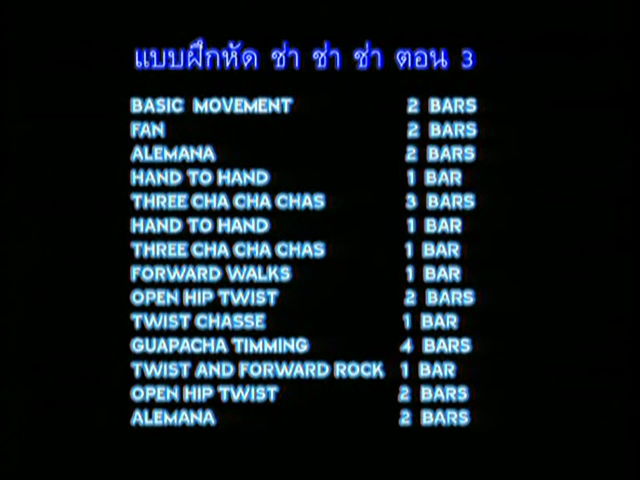 แบบฝึกหัด ช่า ช่า ช่า ตอน 3
BASIC MOVEMENT 2 BARS
FAN 2 BARS
ALEMANA 2 BARS
HAND TO HAND 1 BAR
THREE CHA CHA CHAS 3 BARS
HAND TO HAND 1 BAR
THREE CHA CHA CHAS 1 BAR
FORWARD WALKS 1 BAR
OPEN HIP TWIST 2 BARS
TWIST CHASSE 1 BAR
GUAPACHA TIMMING 4 BARS
TWIST AND FORWARD ROCK 1 BAR
OPEN HIP TWIST 2 BARS
ALEMANA 2 BARS